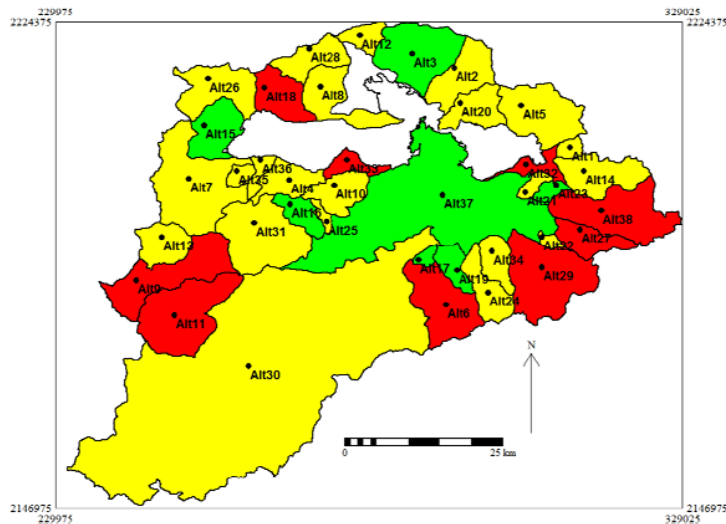 229975 329025
2224375 2224375
Alt12
Alt28 Alt3
Alt2
Alt26 Alt8
Alt18
Alt20 Alt5
Alt15
Alt1
Alt36 Alt33 Alt32 Alt14
Alt35
Alt7 Alt4 Alt10 Alt23
Alt37 Alt21
Alt16 Alt38
Alt31 Alt25
Alt13 Alt22 Alt27
Alt34
Alt17
Alt19 Alt29
Alt9
Alt24
Alt11 Alt6
N
Alt30
0 25 km
2146975 2146975
229975 329025